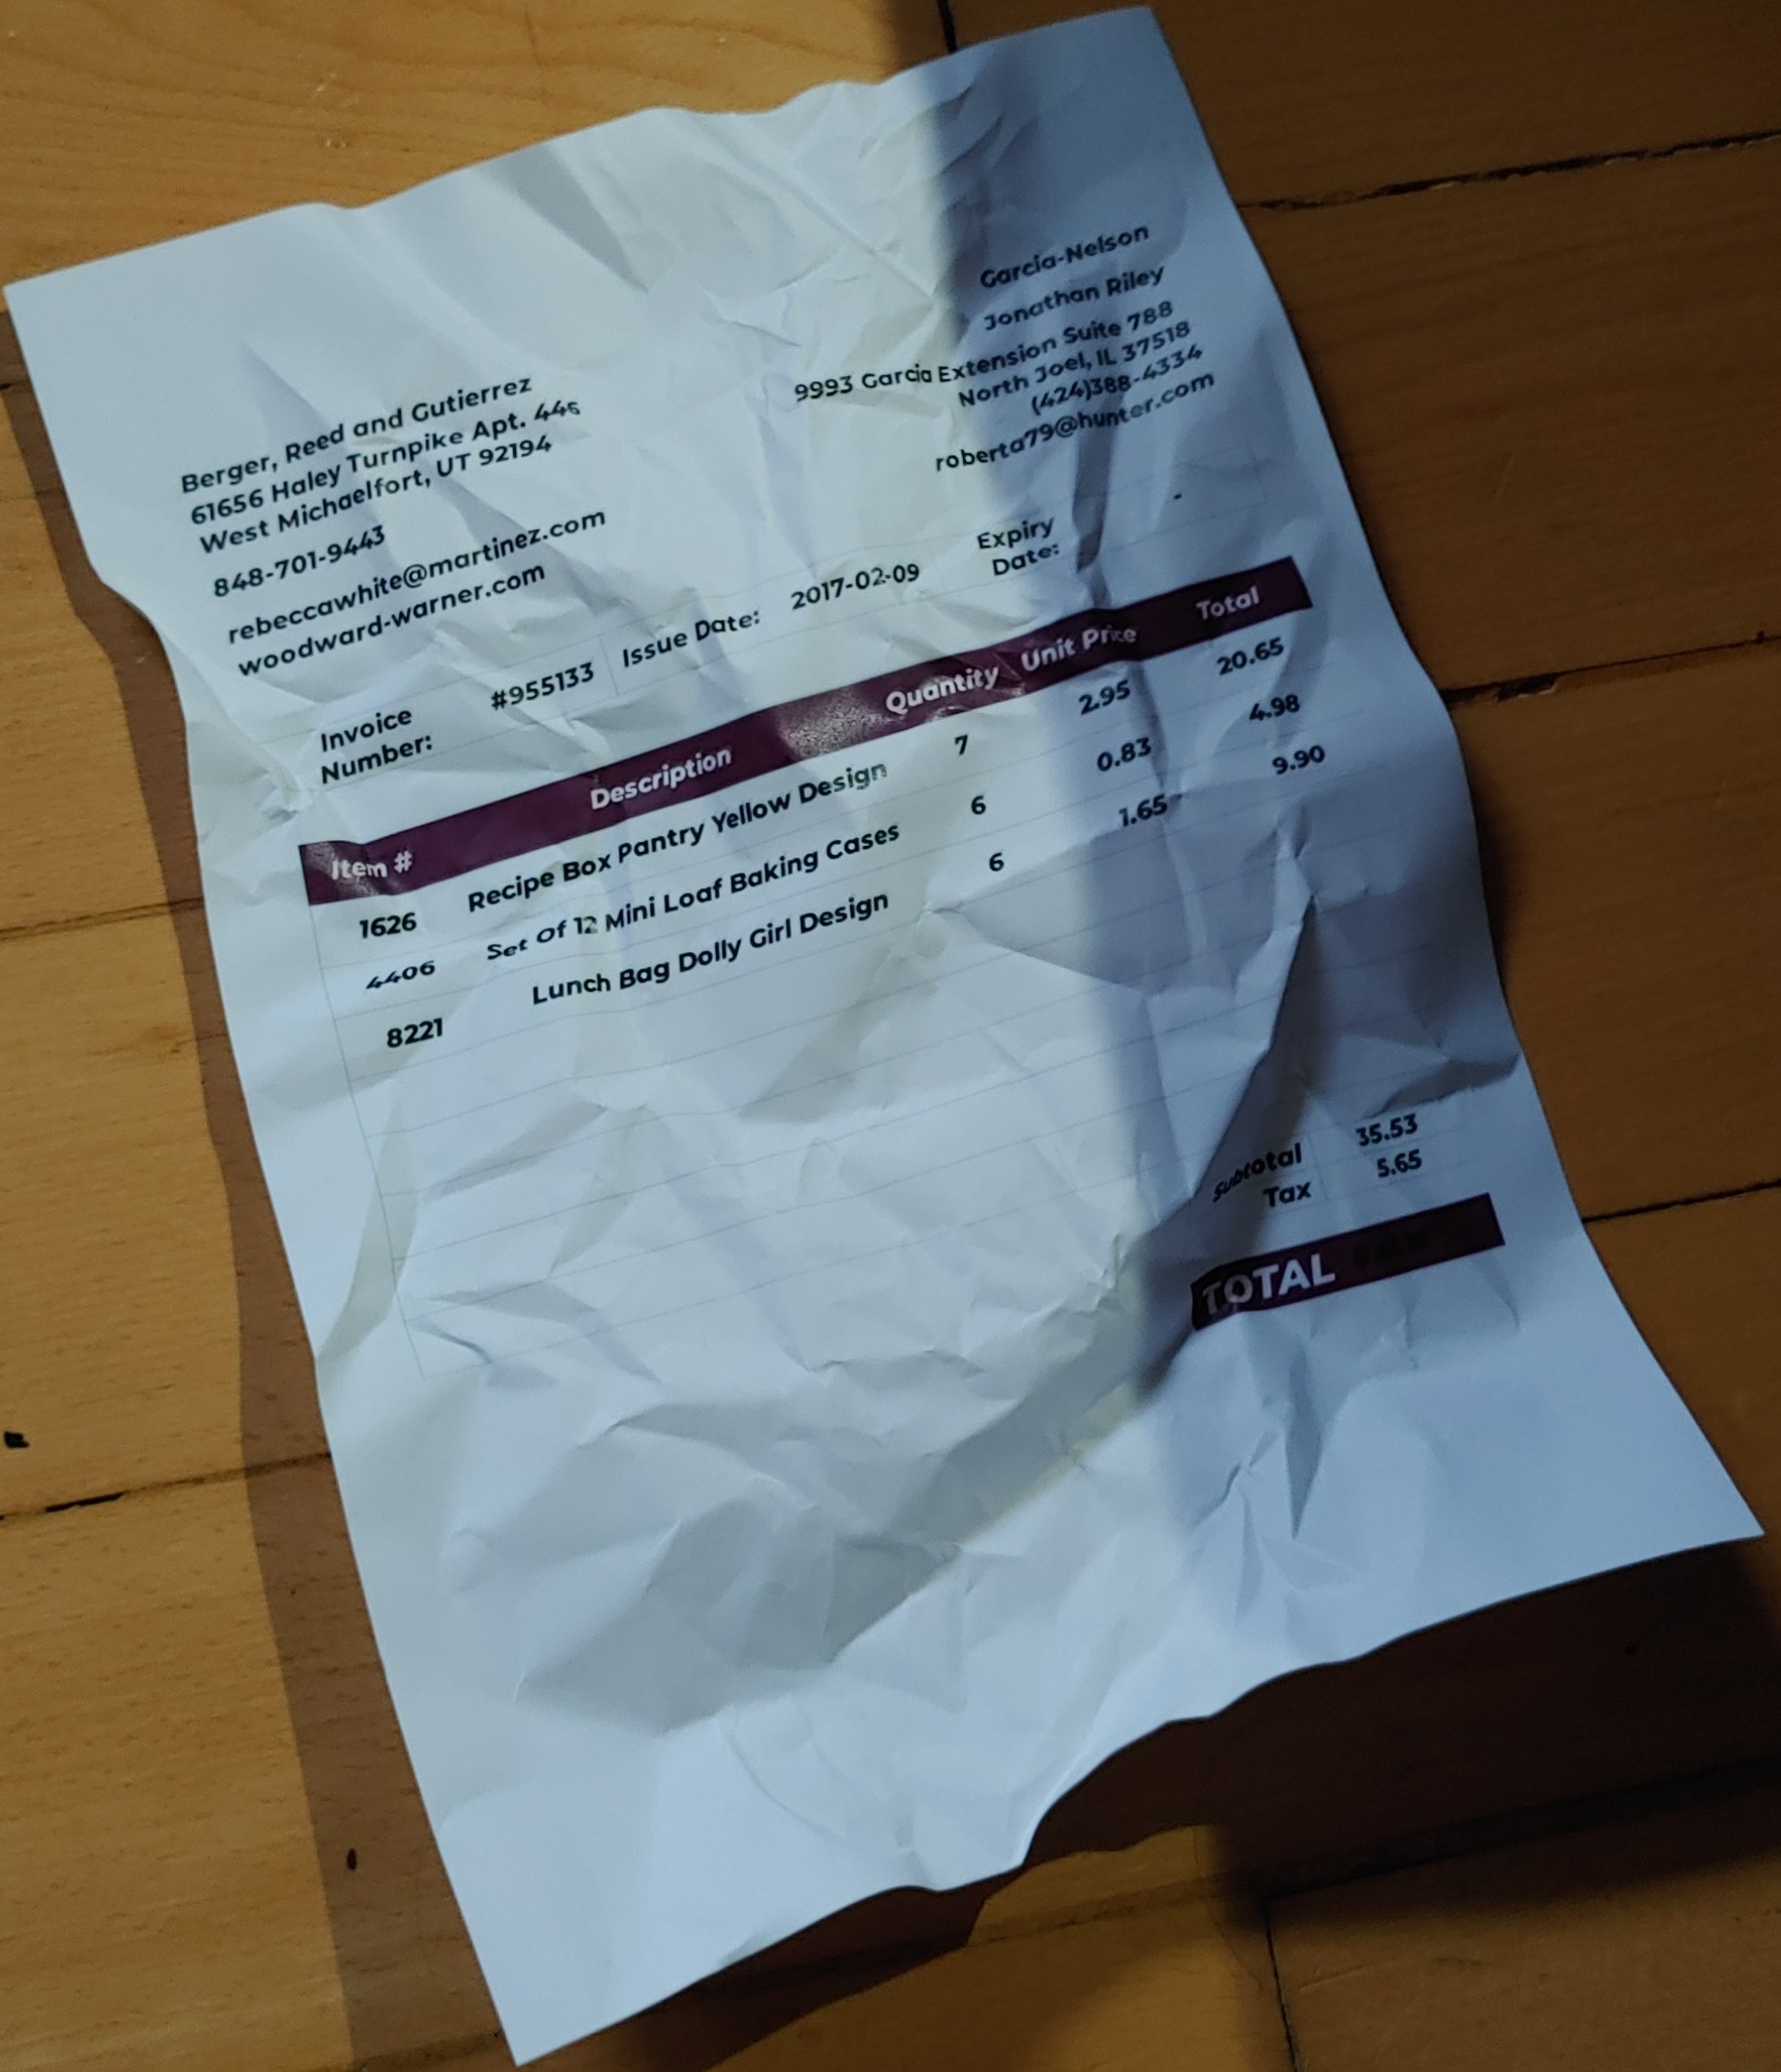 Garcia-Nelson
Jonathan Riley
9993 Garcia Extension Suite 788
North Joel, IL 37518
(424)388-4334
roberta79@hunter.com
Berger, Reed and Gutierrez
61656 Haley Turnpike Apt.
West Michaelfort, UT 92194
848-701-9443
rebeccawhite@martinez.com
woodward-warner.com
Invoice Number: #955133 Issue Date: 2017-02-09 Expiry Date: -
Item # Description Quantity Unit Price Total
1626 Recipe Box Pantry Yellow Design 7 2.95 20.65
4406 Set Of 12 Mini Loaf Baking Cases 6 0.83 4.98
8221 Lunch Bag Dolly Girl Design 6 1.65 9.90
Subtotal 35.53
Tax 5.65
TOTAL